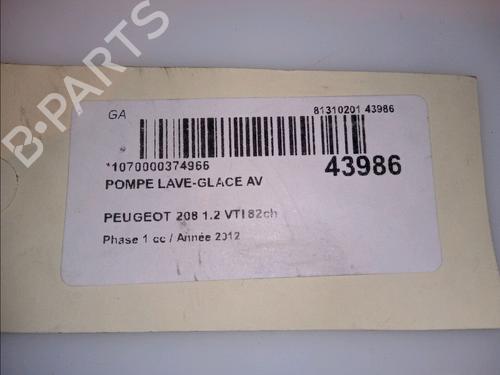 B-PARTS
GA
81310201 43986
*1070000374966
43986
POMPE LAVE-GLACE AV
PEUGEOT 208 1.2 VTI 82ch
Phase 1 cc / Année 2012